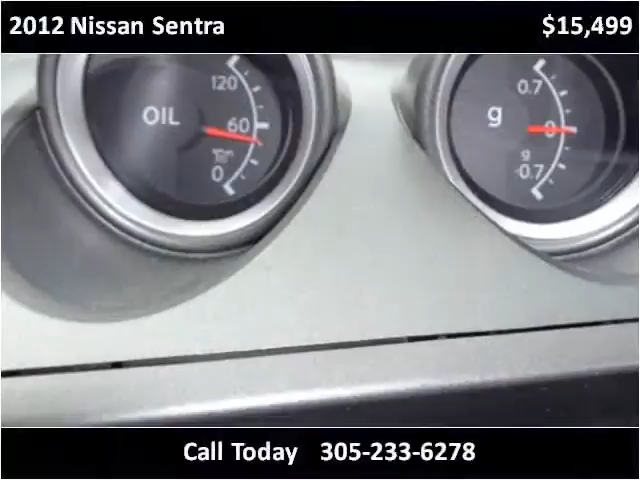 2012 Nissan Sentra $15,499
120
OIL
60
0
0.7
g
0
g
-0.7
Call Today 305-233-6278